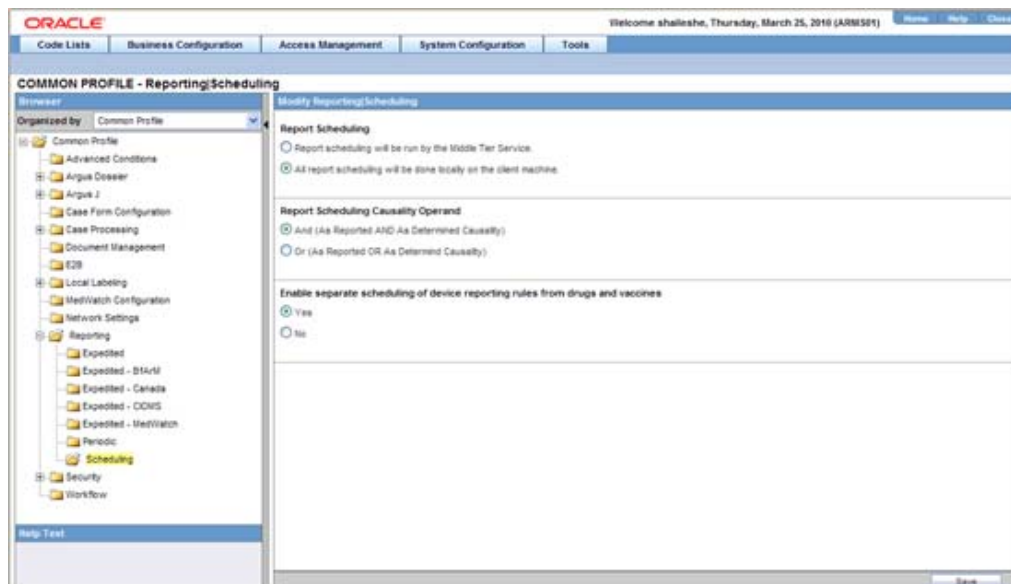 ORACLE
Welcome shaileshe, Thursday, March 25, 2010 (ARMS01)
Home Help Close
Code Lists Business Configuration Access Management System Configuration Tools
COMMON PROFILE - Reporting|Scheduling
Browser
Organized by Common Profile
Common Profile
Advanced Conditions
Argus Dossier
Argus J
Case Form Configuration
Case Processing
Document Management
E2B
Local Labeling
MedWatch Configuration
Network Settings
Reporting
Expedited
Expedited - BfArM
Expedited - Canada
Expedited - CIOMS
Expedited - MedWatch
Periodic
Scheduling
Security
Workflow
Help Text
Modify Reporting|Scheduling
Report Scheduling
Report scheduling will be run by the Middle Tier Service.
All report scheduling will be done locally on the client machine.
Report Scheduling Causality Operand
And (As Reported AND As Determined Causality)
Or (As Reported OR As Determind Causality)
Enable separate scheduling of device reporting rules from drugs and vaccines
Yes
No
Save